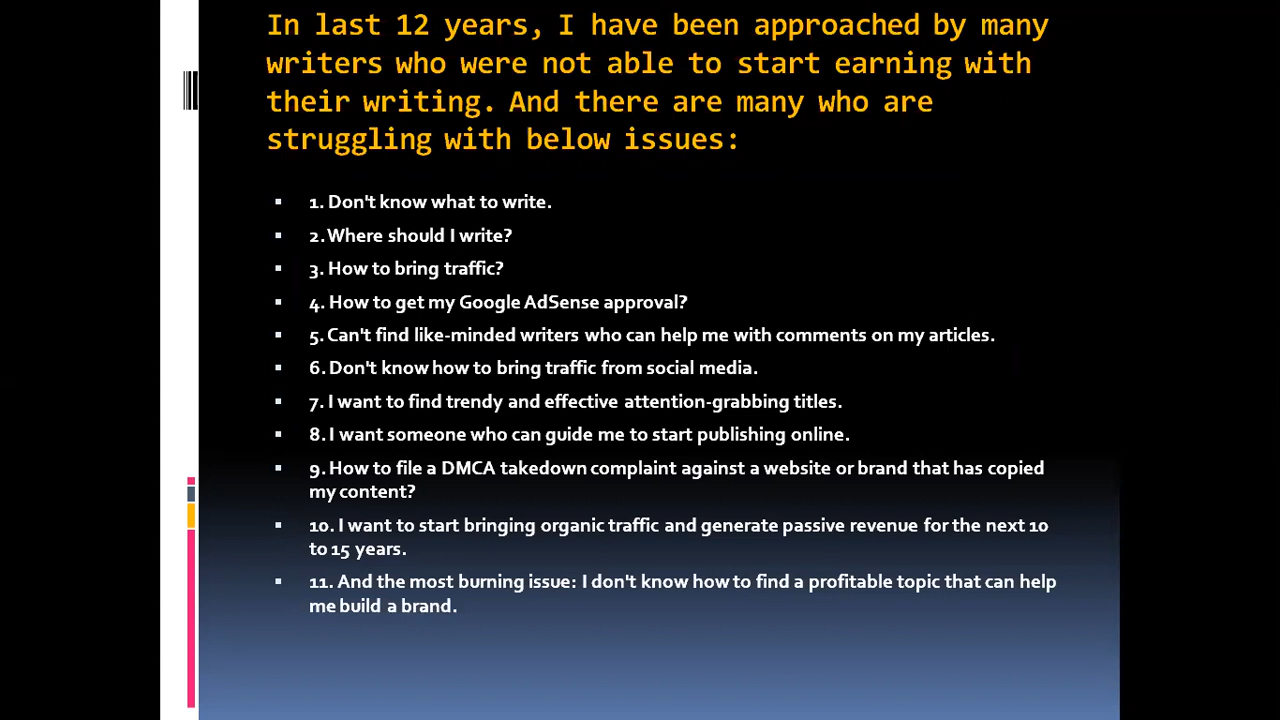 In last 12 years, I have been approached by many
writers who were not able to start earning with
their writing. And there are many who are
struggling with below issues:
1. Don't know what to write.
2. Where should I write?
3. How to bring traffic?
4. How to get my Google AdSense approval?
5. Can't find like-minded writers who can help me with comments on my articles.
6. Don't know how to bring traffic from social media.
7. I want to find trendy and effective attention-grabbing titles.
8. I want someone who can guide me to start publishing online.
9. How to file a DMCA takedown complaint against a website or brand that has copied
my content?
10. I want to start bringing organic traffic and generate passive revenue for the next 10
to 15 years.
11. And the most burning issue: I don't know how to find a profitable topic that can help
me build a brand.